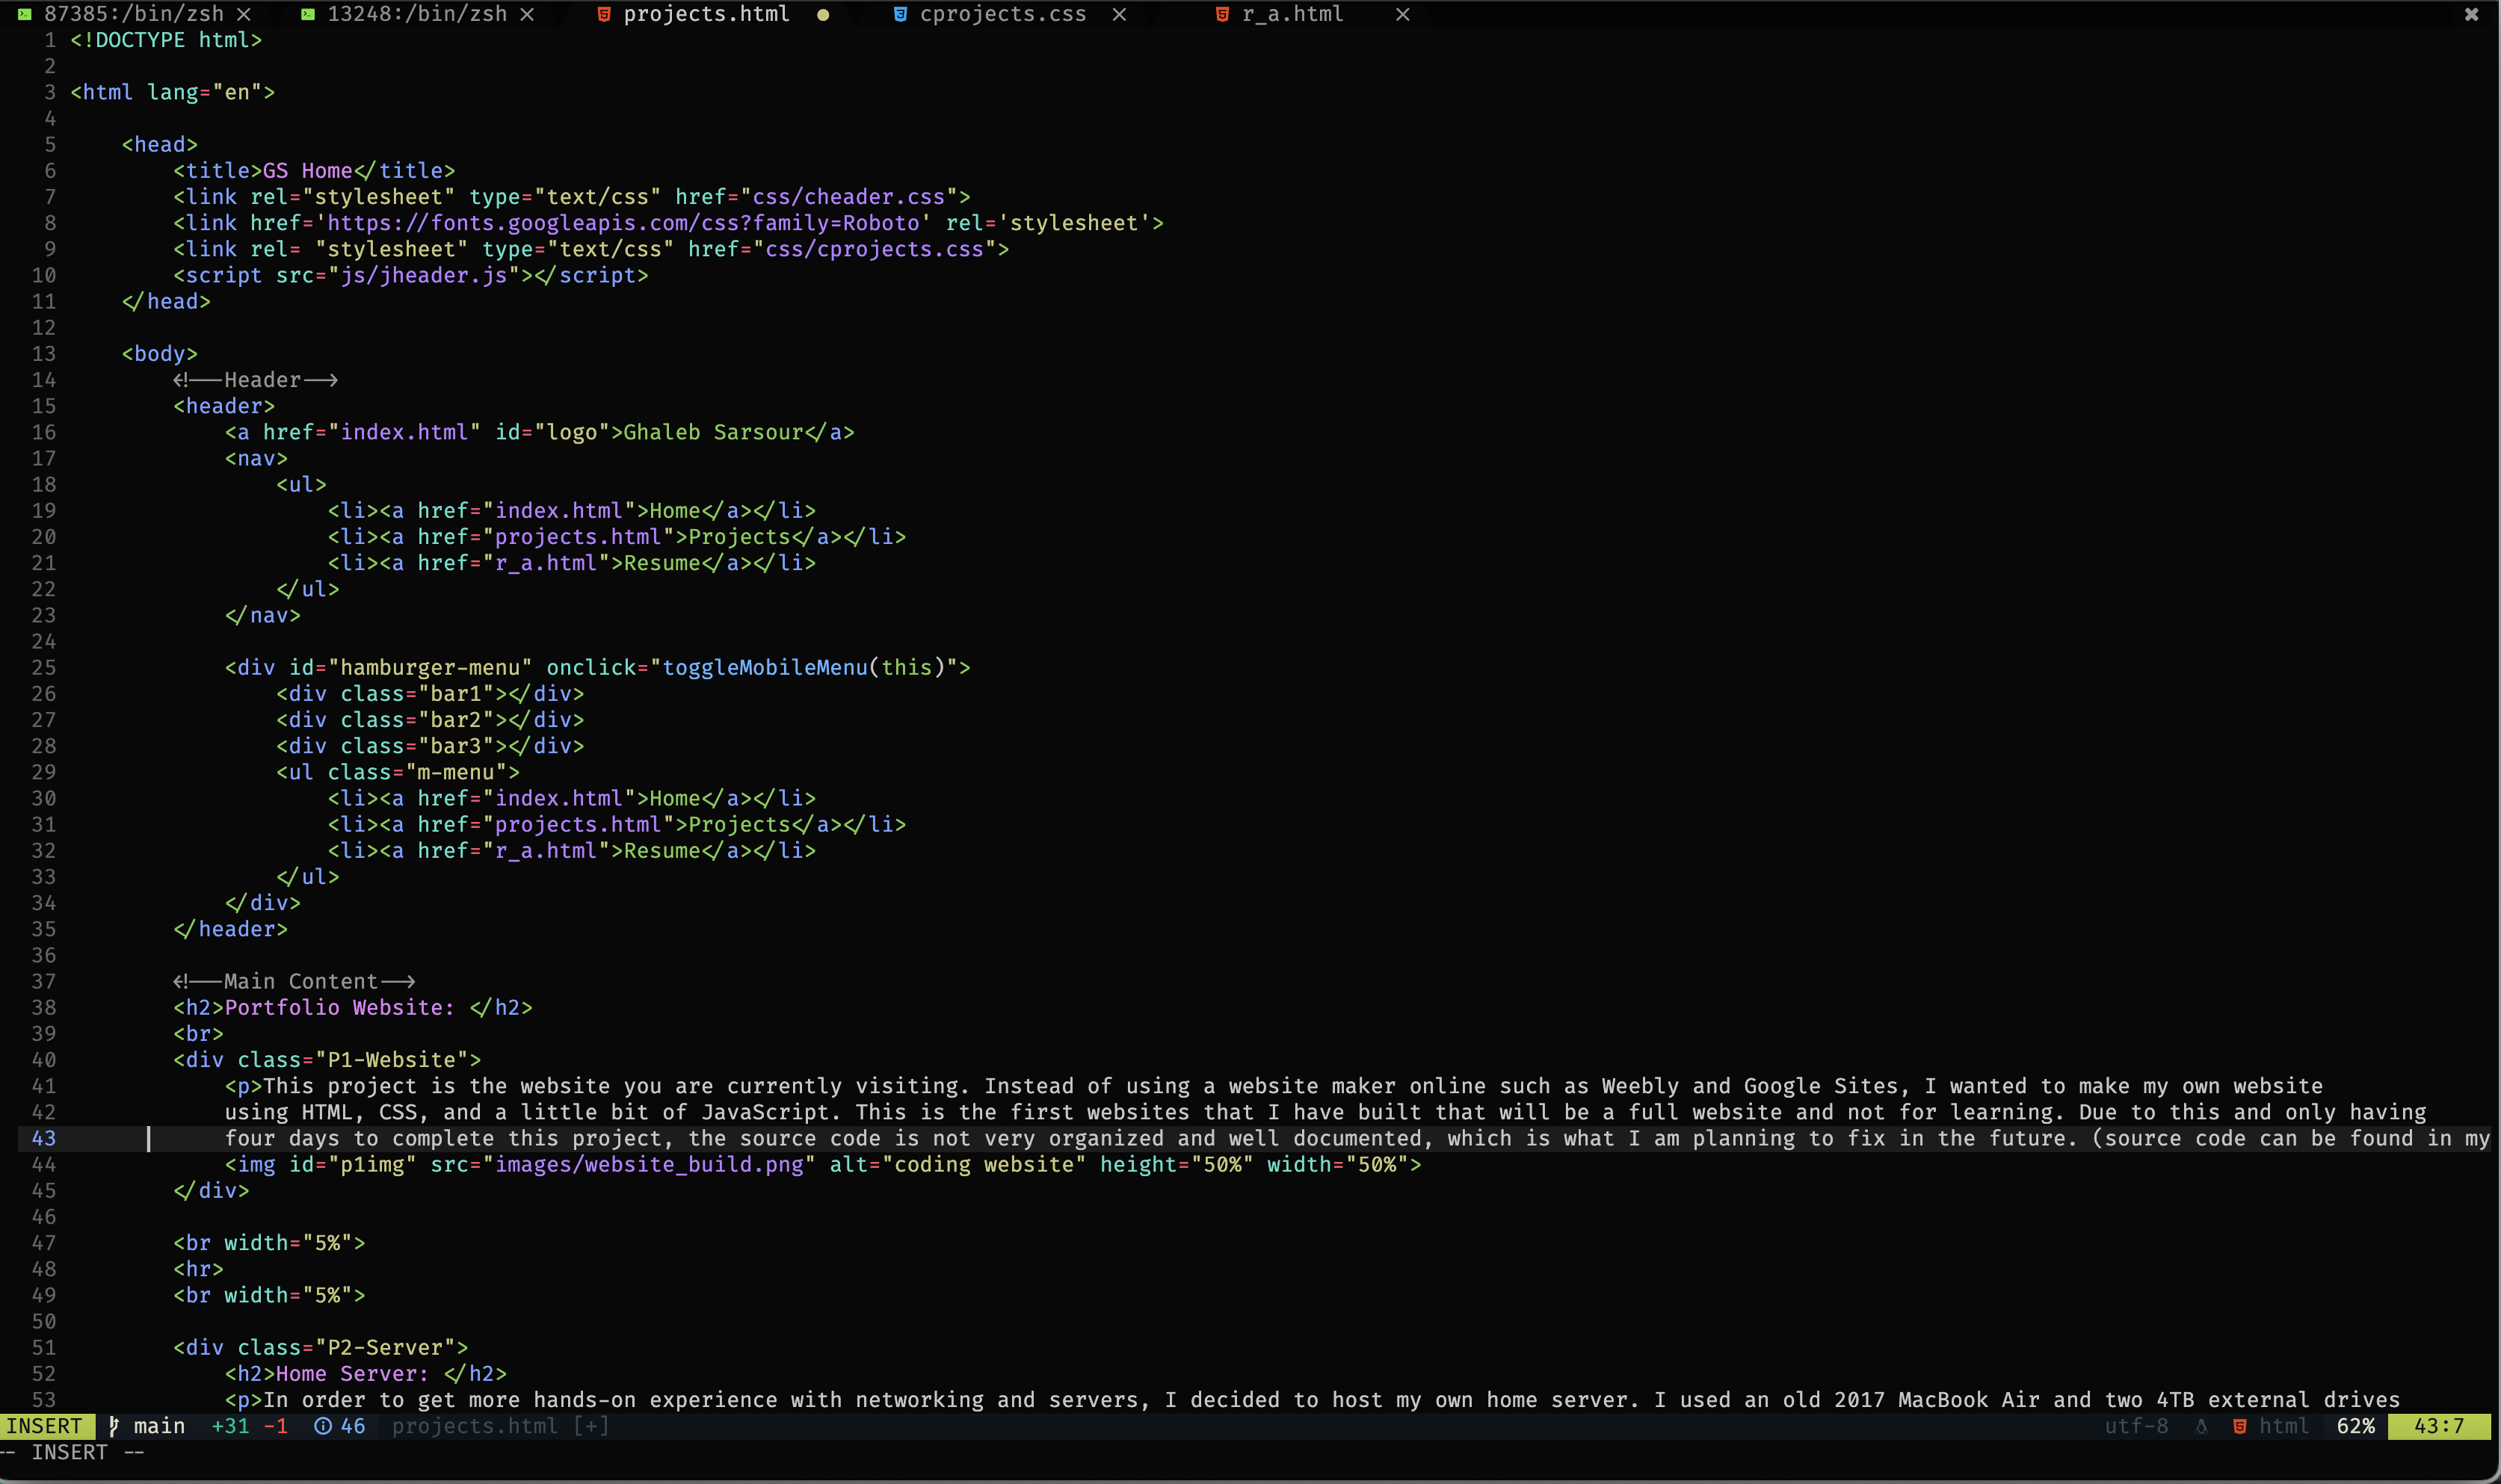 87385:/bin/zsh × 13248:/bin/zsh × projects.html ● cprojects.css × r_a.html ×
1 <!DOCTYPE html>
2
3 <html lang="en">
4
5 <head>
6 <title>GS Home</title>
7 <link rel="stylesheet" type="text/css" href="css/cheader.css">
8 <link href='https://fonts.googleapis.com/css?family=Roboto' rel='stylesheet'>
9 <link rel= "stylesheet" type="text/css" href="css/cprojects.css">
10 <script src="js/jheader.js"></script>
11 </head>
12
13 <body>
14 <!--Header-->
15 <header>
16 <a href="index.html" id="logo">Ghaleb Sarsour</a>
17 <nav>
18 <ul>
19 <li><a href="index.html">Home</a></li>
20 <li><a href="projects.html">Projects</a></li>
21 <li><a href="r_a.html">Resume</a></li>
22 </ul>
23 </nav>
24
25 <div id="hamburger-menu" onclick="toggleMobileMenu(this)">
26 <div class="bar1"></div>
27 <div class="bar2"></div>
28 <div class="bar3"></div>
29 <ul class="m-menu">
30 <li><a href="index.html">Home</a></li>
31 <li><a href="projects.html">Projects</a></li>
32 <li><a href="r_a.html">Resume</a></li>
33 </ul>
34 </div>
35 </header>
36
37 <!--Main Content-->
38 <h2>Portfolio Website: </h2>
39 <br>
40 <div class="P1-Website">
41 <p>This project is the website you are currently visiting. Instead of using a website maker online such as Weebly and Google Sites, I wanted to make my own website
42 using HTML, CSS, and a little bit of JavaScript. This is the first websites that I have built that will be a full website and not for learning. Due to this and only having
43 four days to complete this project, the source code is not very organized and well documented, which is what I am planning to fix in the future. (source code can be found in my
44 <img id="p1img" src="images/website_build.png" alt="coding website" height="50%" width="50%">
45 </div>
46
47 <br width="5%">
48 <hr>
49 <br width="5%">
50
51 <div class="P2-Server">
52 <h2>Home Server: </h2>
53 <p>In order to get more hands-on experience with networking and servers, I decided to host my own home server. I used an old 2017 MacBook Air and two 4TB external drives
INSERT main +31 -1 46 projects.html [+] utf-8 html 62% 43:7
-- INSERT --